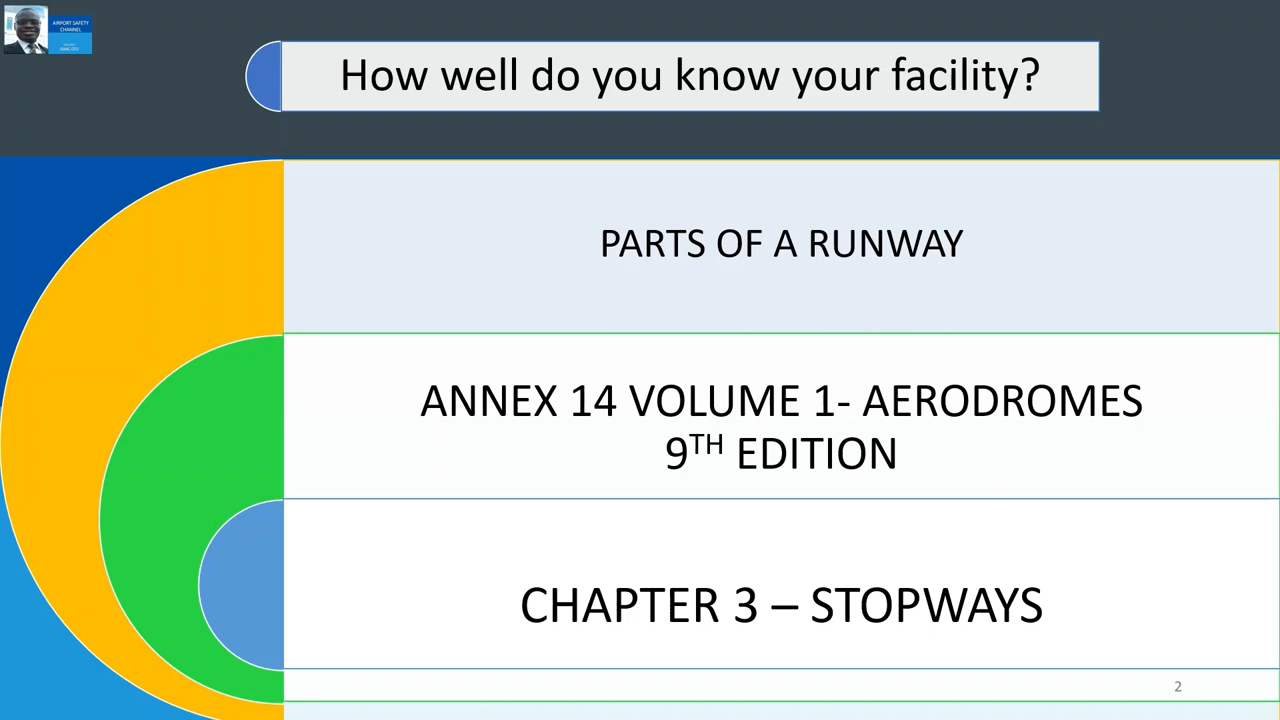 AIRPORT SAFETY
CHANNEL
How well do you know your facility?
PARTS OF A RUNWAY
ANNEX 14 VOLUME 1- AERODROMES
9TH EDITION
CHAPTER 3 – STOPWAYS
2